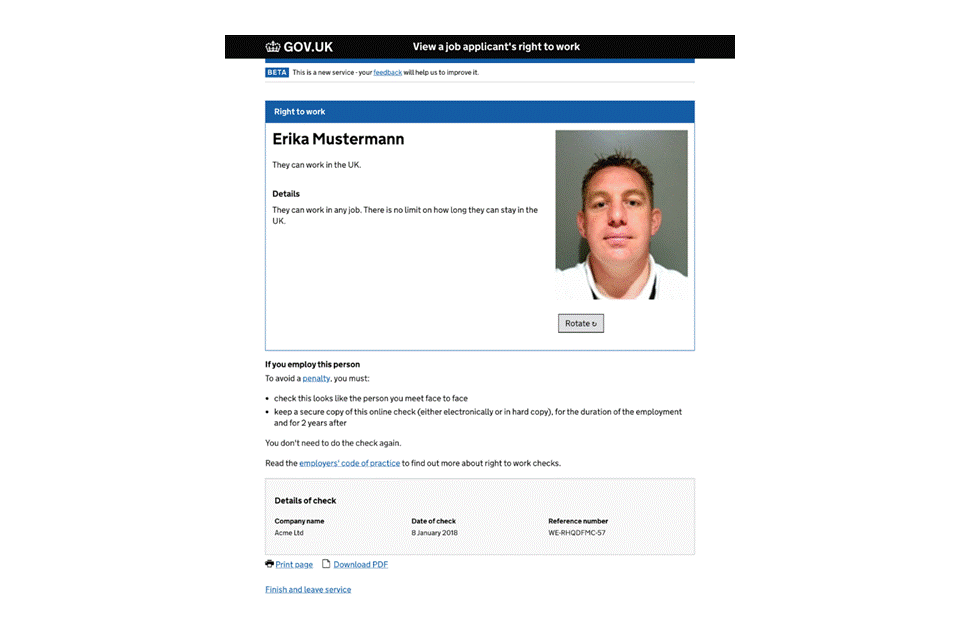 GOV.UK
View a job applicant's right to work
BETA This is a new service - your feedback will help us to improve it.
Right to work
Erika Mustermann
They can work in the UK.
Details
They can work in any job. There is no limit on how long they can stay in the
UK.
Rotate ↻
If you employ this person
To avoid a penalty, you must:
• check this looks like the person you meet face to face
• keep a secure copy of this online check (either electronically or in hard copy), for the duration of the employment
and for 2 years after
You don't need to do the check again.
Read the employers' code of practice to find out more about right to work checks.
Details of check
Company name Date of check Reference number
Acme Ltd 8 January 2018 WE-RHQDFMC-57
Print page Download PDF
Finish and leave service